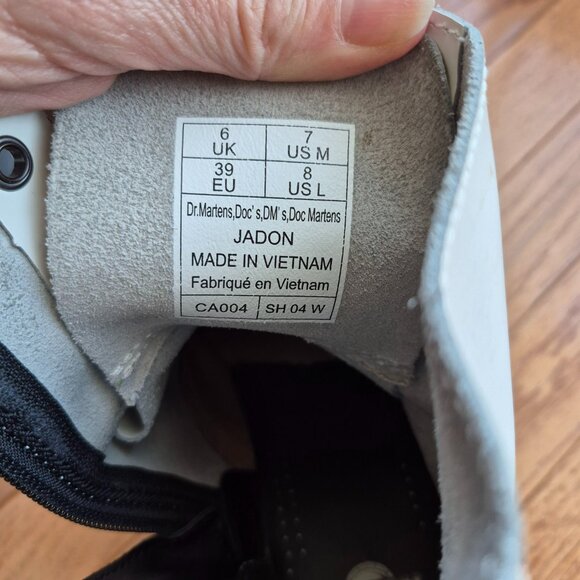 6 UK 7 US M
39 EU 8 US L
Dr.Martens,Doc's,DM's,Doc Martens
JADON
MADE IN VIETNAM
Fabriqué en Vietnam
CA004 SH 04 W